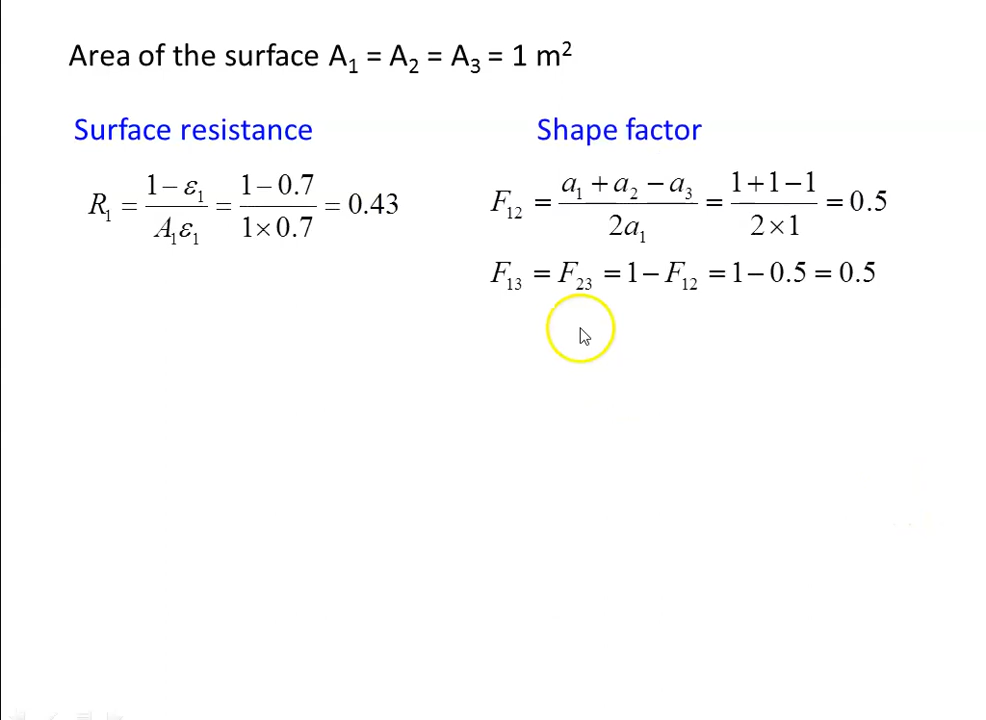 Area of the surface A₁ = A₂ = A₃ = 1 m²
Surface resistance
R₁ = (1 − ε₁)/(A₁ε₁) = (1 − 0.7)/(1 × 0.7) = 0.43
Shape factor
F₁₂ = (a₁ + a₂ − a₃)/(2a₁) = (1 + 1 − 1)/(2 × 1) = 0.5
F₁₃ = F₂₃ = 1 − F₁₂ = 1 − 0.5 = 0.5